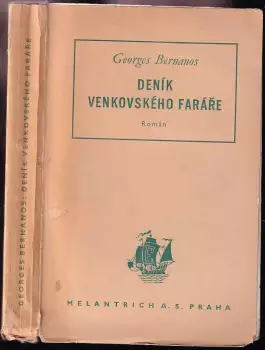 Georges Bernanos
DENÍK
VENKOVSKÉHO FARÁŘE
Román
MELANTRICH A. S. PRAHA
GEORGES BERNANOS: DENÍK VENKOVSKÉHO FARÁŘE